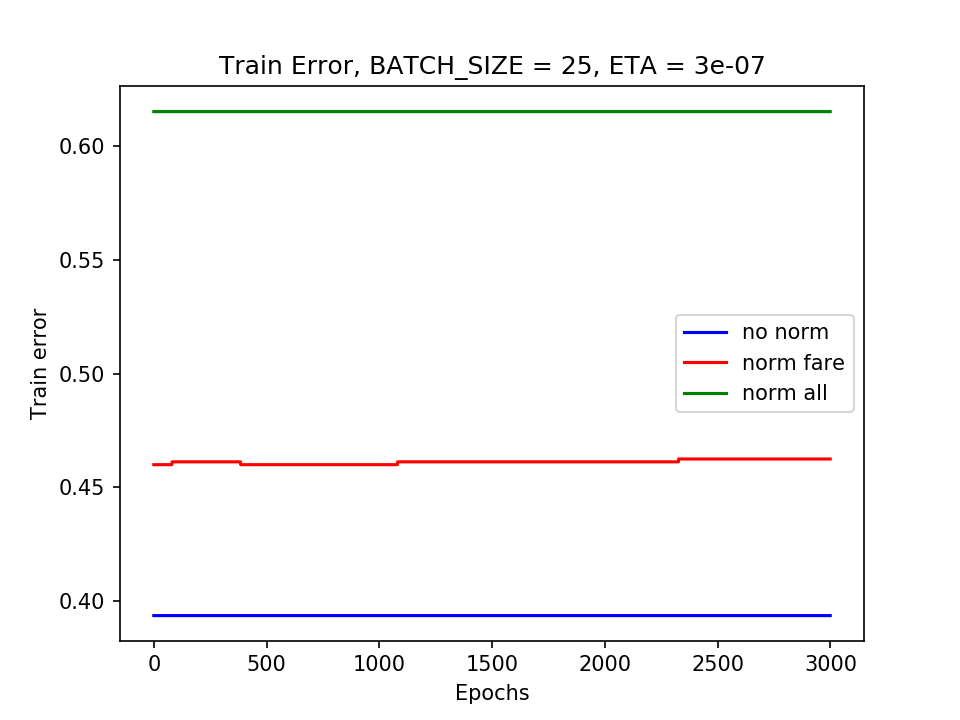 Train Error, BATCH_SIZE = 25, ETA = 3e-07
0.60
0.55
0.50
0.45
0.40
Train error
no norm
norm fare
norm all
0 500 1000 1500 2000 2500 3000
Epochs